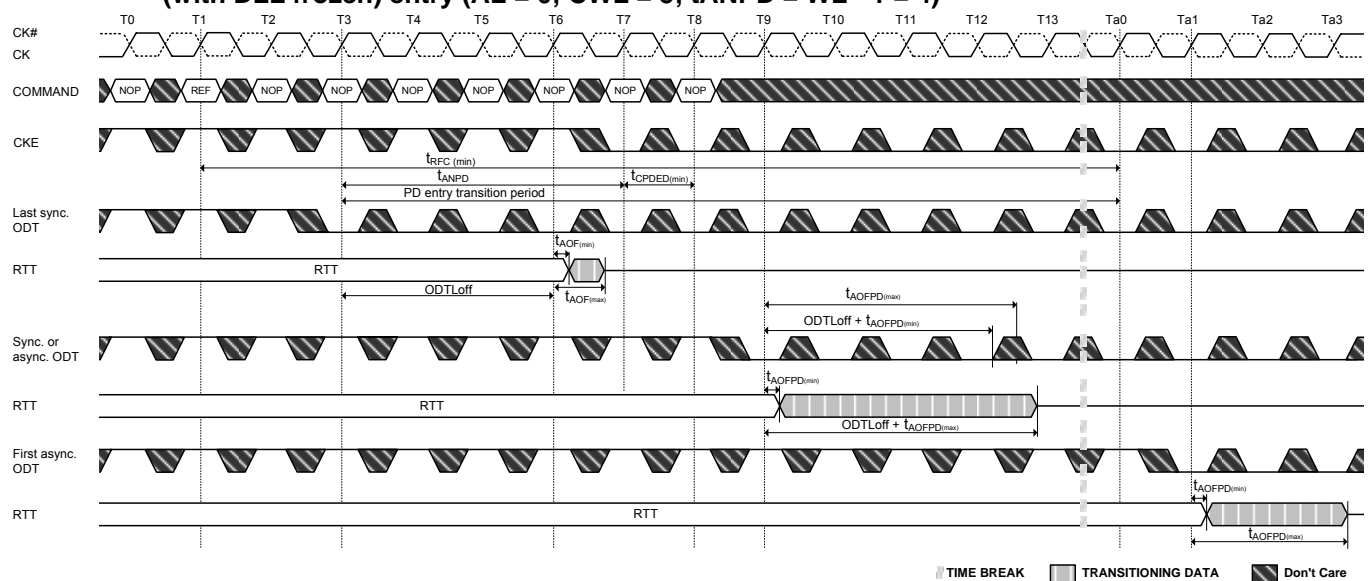 (with DLL frozen) entry (AL = 0; CWL = 5; tANPD = WL - 1 = 4)
T0 T1 T2 T3 T4 T5 T6 T7 T8 T9 T10 T11 T12 T13 Ta0 Ta1 Ta2 Ta3
CK#
CK
COMMAND NOP REF NOP NOP NOP NOP NOP NOP NOP
CKE
tRFC (min)
tANPD tCPDED(min)
PD entry transition period
Last sync.
ODT
tAOF(min)
RTT RTT
ODTLoff tAOF(max)
tAOFPD(max)
ODTLoff + tAOFPD(min)
Sync. or
async. ODT
tAOFPD(min)
RTT RTT
ODTLoff + tAOFPD(max)
First async.
ODT
tAOFPD(min)
RTT RTT
tAOFPD(max)
TIME BREAK TRANSITIONING DATA Don't Care